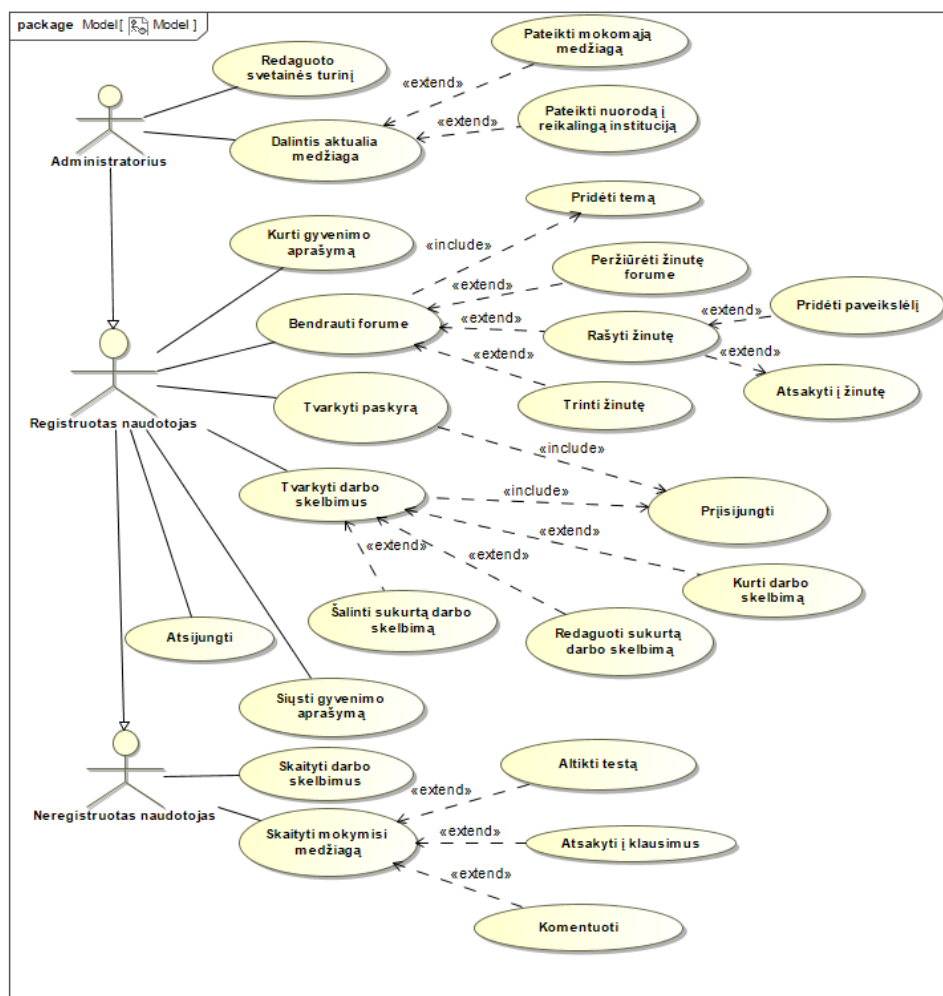 package Model[ Model ]
Pateikti mokomąją
medžiagą
Redaguoto
svetainės turinį
«extend»
Pateikti nuorodą į
reikalingą instituciją
«extend»
Dalintis aktualia
medžiaga
Administratorius
Pridėti temą
Kurti gyvenimo
aprašymą
«include»
Peržiūrėti žinutę
forume
«extend»
Pridėti paveikslėlį
«extend»
Bendrauti forume
«extend»
Rašyti žinutę
«extend»
«extend»
Atsakyti į žinutę
Trinti žinutę
Tvarkyti paskyrą
Registruotas naudotojas
«include»
Tvarkyti darbo
skelbimus
«include»
Prįisijungti
«extend»
«extend»
«extend»
Kurti darbo
skelbimą
Šalinti sukurtą darbo
skelbimą
Redaguoti sukurtą
darbo skelbimą
Atsijungti
Siųsti gyvenimo
aprašymą
Skaityti darbo
skelbimus
Altikti testą
«extend»
Neregistruotas naudotojas
Skaityti mokymisi
medžiagą
«extend»
Atsakyti į klausimus
«extend»
Komentuoti